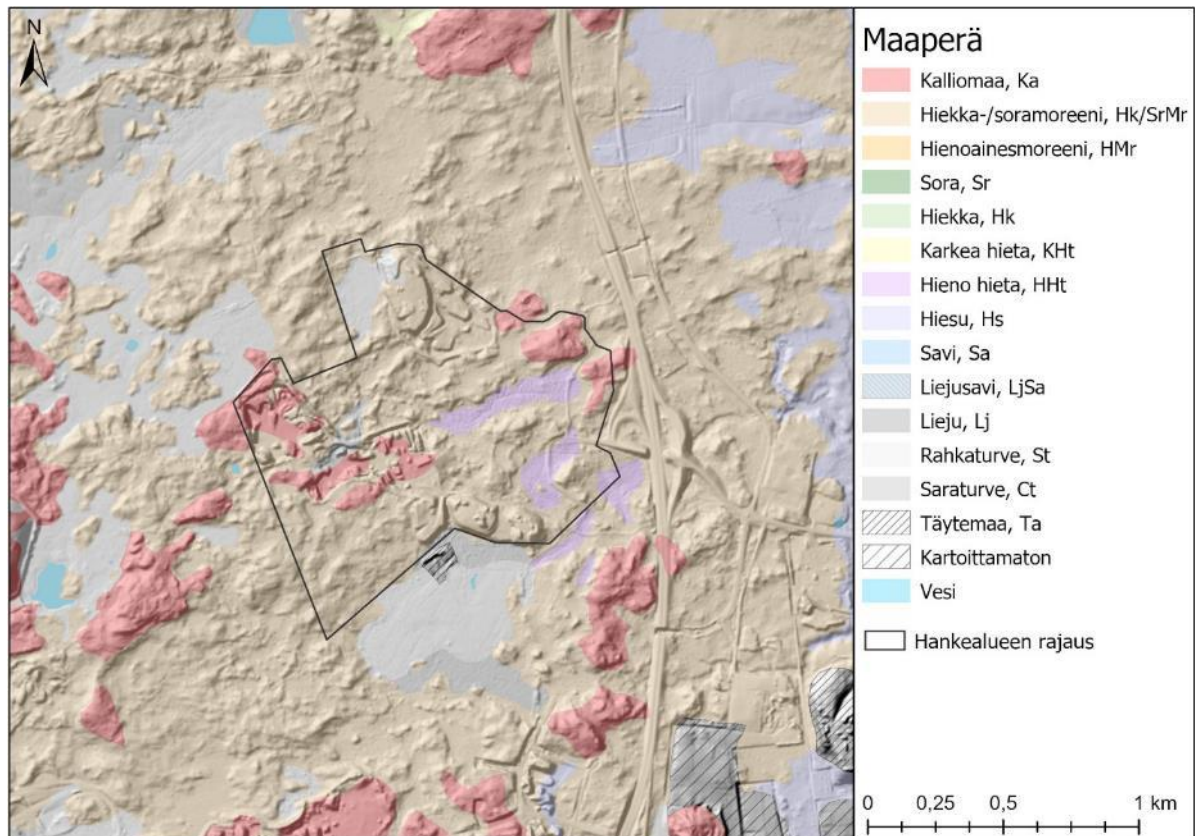 N
Maaperä
Kalliomaa, Ka
Hiekka-/soramoreeni, Hk/SrMr
Hienoainesmoreeni, HMr
Sora, Sr
Hiekka, Hk
Karkea hieta, KHt
Hieno hieta, HHt
Hiesu, Hs
Savi, Sa
Liejusavi, LjSa
Lieju, Lj
Rahkaturve, St
Saraturve, Ct
Täytemaa, Ta
Kartoittamaton
Vesi
Hankealueen rajaus
0 0,25 0,5 1 km